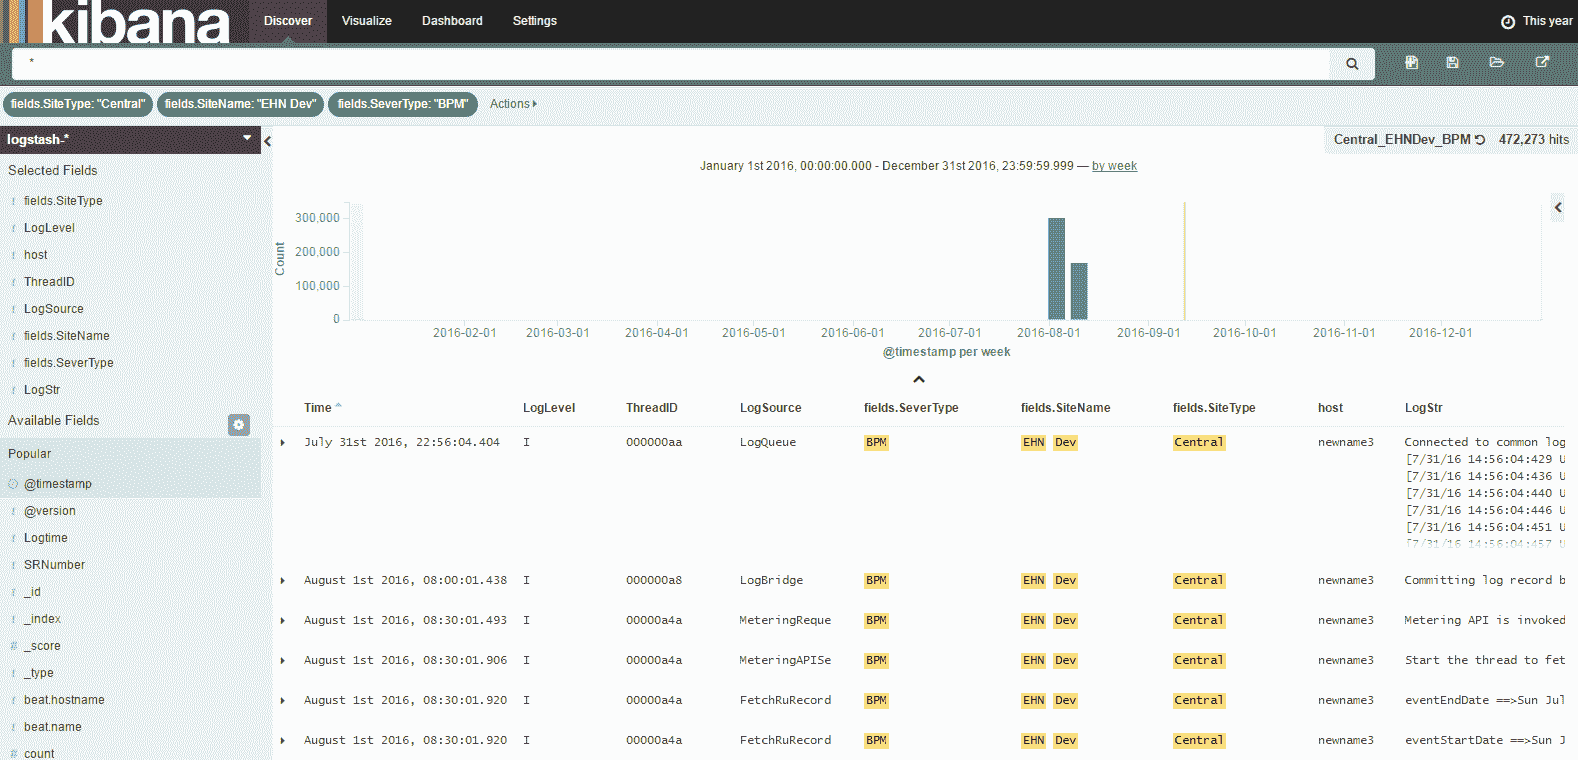 kibana Discover Visualize Dashboard Settings This year
*
fields.SiteType: "Central" fields.SiteName: "EHN Dev" fields.SeverType: "BPM" Actions
logstash-*
Central_EHNDev_BPM 472,273 hits
Selected Fields
fields.SiteType
LogLevel
host
ThreadID
LogSource
fields.SiteName
fields.SeverType
LogStr
Available Fields
Popular
@timestamp
@version
Logtime
SRNumber
_id
_index
_score
_type
beat.hostname
beat.name
count
January 1st 2016, 00:00:00.000 - December 31st 2016, 23:59:59.999 — by week
Count
300,000
200,000
100,000
0
2016-02-01 2016-03-01 2016-04-01 2016-05-01 2016-06-01 2016-07-01 2016-08-01 2016-09-01 2016-10-01 2016-11-01 2016-12-01
@timestamp per week
Time LogLevel ThreadID LogSource fields.SeverType fields.SiteName fields.SiteType host LogStr
July 31st 2016, 22:56:04.404 I 000000aa LogQueue BPM EHN Dev Central newname3 Connected to common log
[7/31/16 14:56:04:429 U
[7/31/16 14:56:04:436 U
[7/31/16 14:56:04:440 U
[7/31/16 14:56:04:446 U
[7/31/16 14:56:04:451 U
[7/31/16 14:56:04:457 U
August 1st 2016, 08:00:01.438 I 000000a8 LogBridge BPM EHN Dev Central newname3 Committing log record b
August 1st 2016, 08:30:01.493 I 00000a4a MeteringReque BPM EHN Dev Central newname3 Metering API is invoked
August 1st 2016, 08:30:01.906 I 00000a4a MeteringAPISe BPM EHN Dev Central newname3 Start the thread to fet
August 1st 2016, 08:30:01.920 I 00000a4a FetchRuRecord BPM EHN Dev Central newname3 eventEndDate ==>Sun Jul
August 1st 2016, 08:30:01.920 I 00000a4a FetchRuRecord BPM EHN Dev Central newname3 eventStartDate ==>Sun J